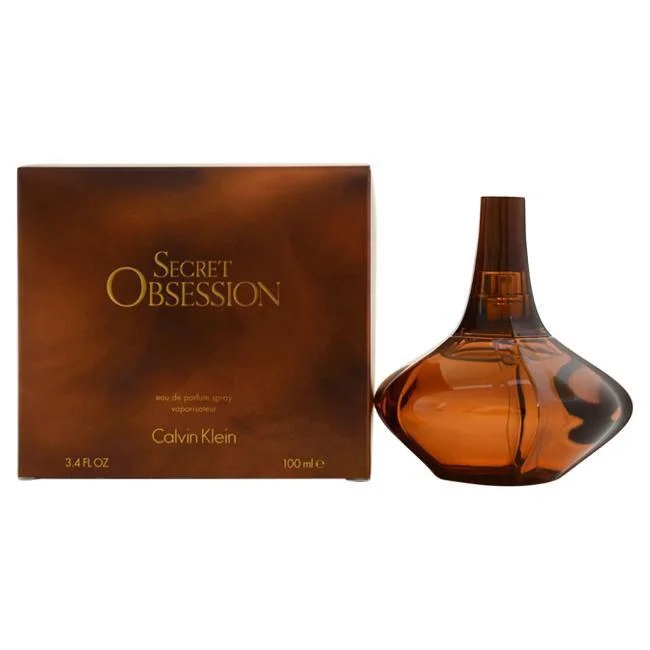 SECRET
OBSESSION
eau de parfum spray
vaporisateur
Calvin Klein
3.4 FL OZ 100 ml ℮